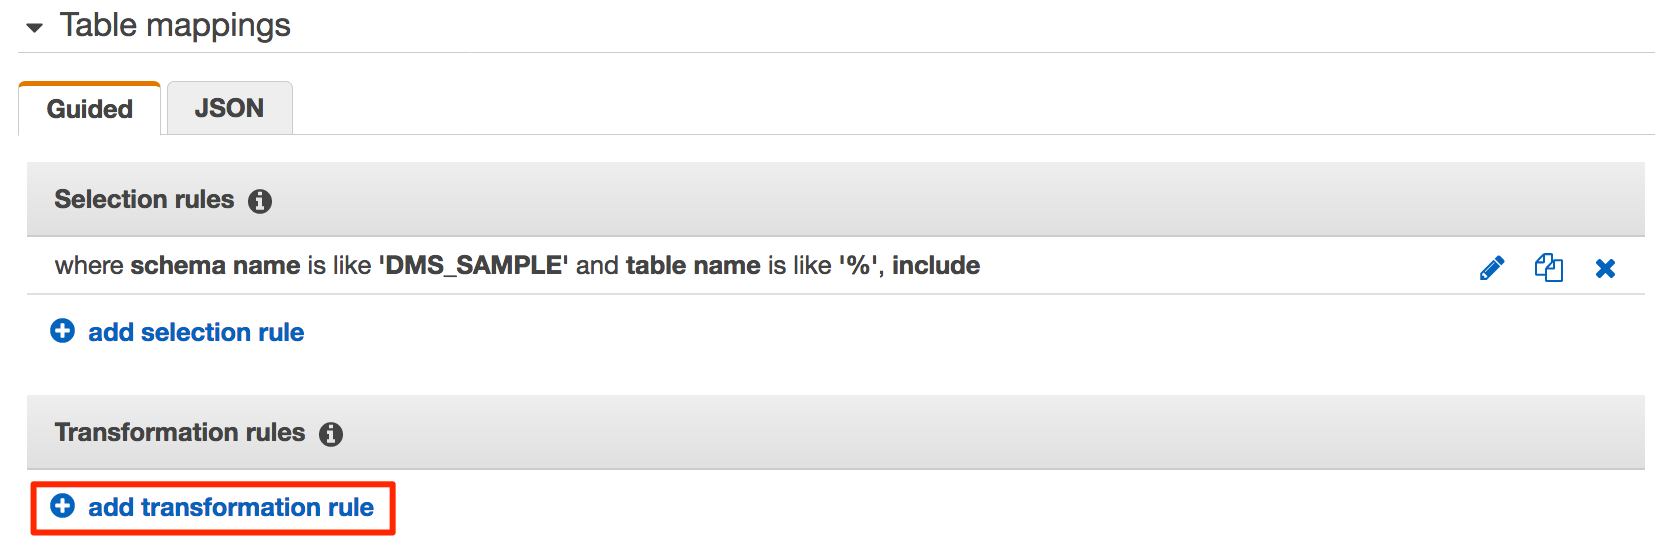 Table mappings
Guided
JSON
Selection rules
where schema name is like 'DMS_SAMPLE' and table name is like '%', include
add selection rule
Transformation rules
add transformation rule